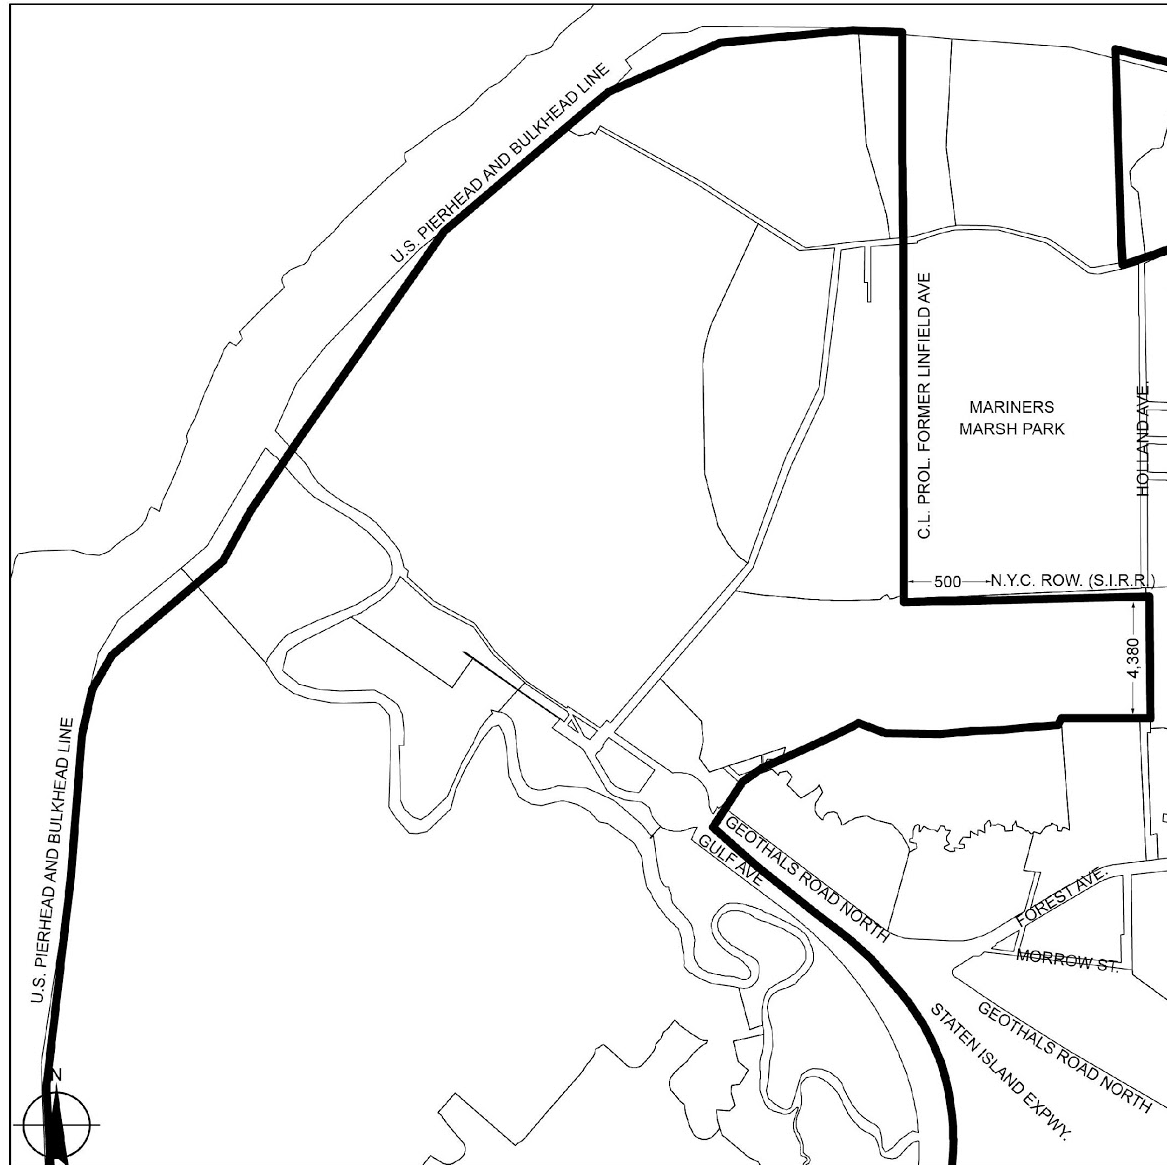 U.S. PIERHEAD AND BULKHEAD LINE
C.L. PROL. FORMER LINFIELD AVE
MARINERS
MARSH PARK
HOLLAND AVE.
500
N.Y.C. ROW. (S.I.R.R.)
4,380
U.S. PIERHEAD AND BULKHEAD LINE
GEOTHALS ROAD NORTH
GULF AVE
FOREST AVE.
MORROW ST.
GEOTHALS ROAD NORTH
STATEN ISLAND EXPWY.
N